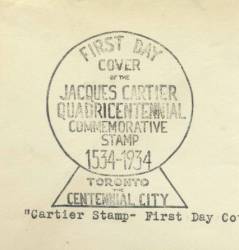 FIRST DAY
COVER
OF THE
JACQUES CARTIER
QUADRICENTENNIAL
COMMEMORATIVE
STAMP
1534-1934
TORONTO
THE
CENTENNIAL CITY
"Cartier Stamp- First Day Co